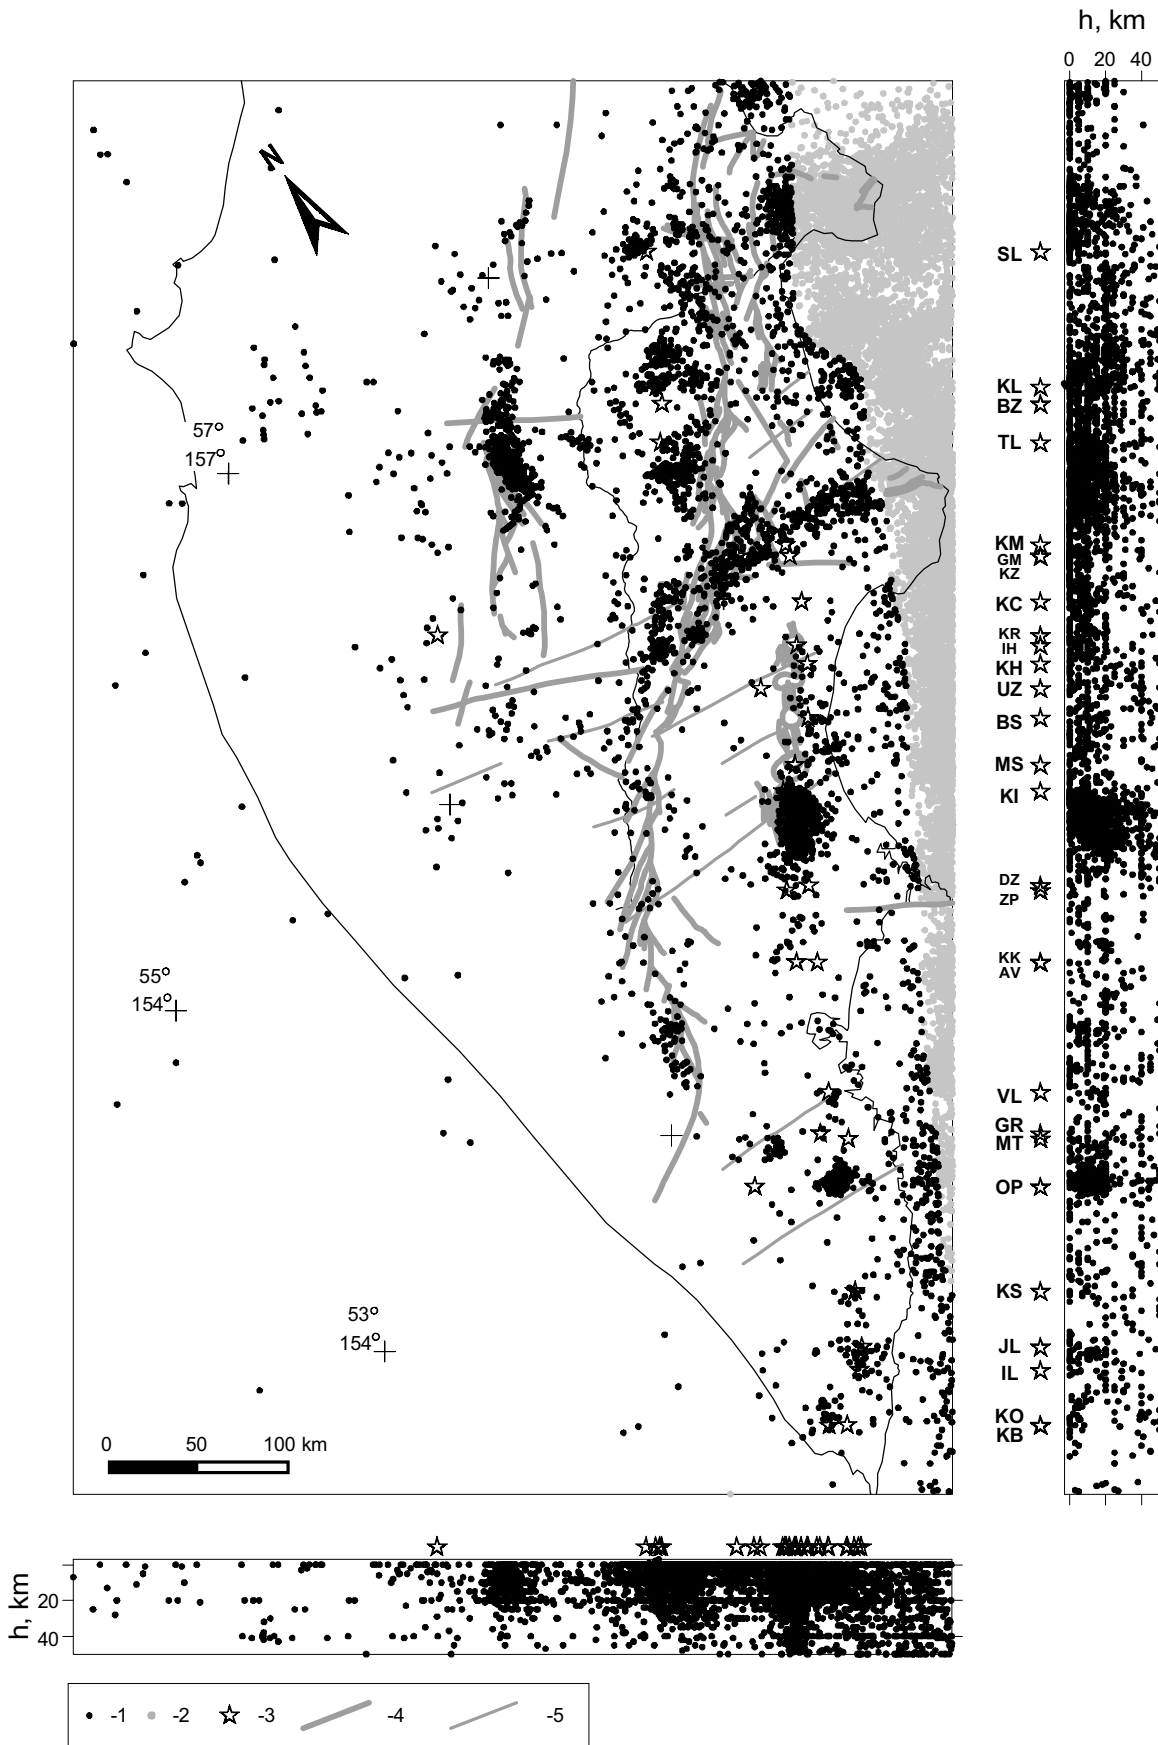 h, km
0 20 40
N
SL
KL
BZ
57°
157°
TL
KM
GM
KZ
KC
KR
IH
KH
UZ
BS
MS
KI
DZ
ZP
KK
AV
55°
154°
VL
GR
MT
OP
KS
53°
154°
JL
IL
KO
KB
0 50 100 km
h, km
20
40
-1 -2 -3 -4 -5